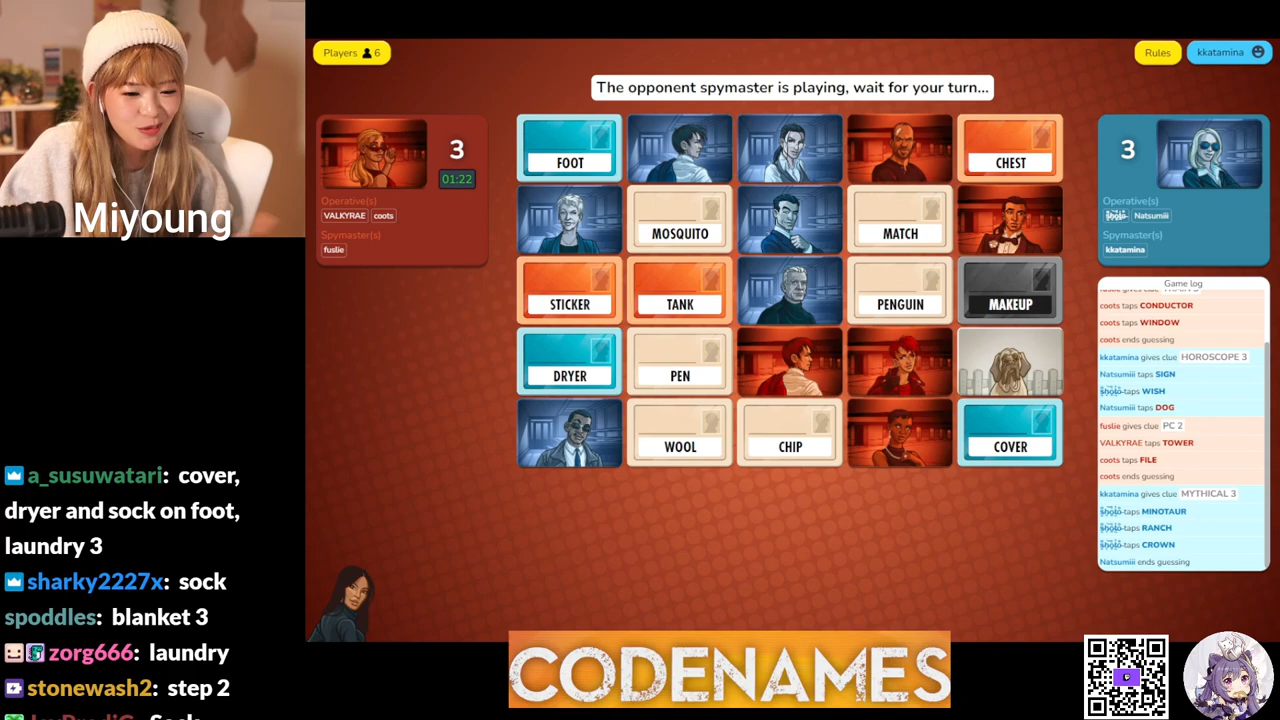 Players 6
Rules
kkatamina
The opponent spymaster is playing, wait for your turn...
3
01:22
Operative(s)
VALKYRAE coots
Spymaster(s)
fuslie
Miyoung
FOOT
CHEST
MOSQUITO
MATCH
STICKER
TANK
PENGUIN
MAKEUP
DRYER
PEN
WOOL
CHIP
COVER
3
Operative(s)
Natsumiii
Spymaster(s)
kkatamina
Game log
coots taps CONDUCTOR
coots taps WINDOW
coots ends guessing
kkatamina gives clue HOROSCOPE 3
Natsumiii taps SIGN
taps WISH
Natsumiii taps DOG
fuslie gives clue PC 2
VALKYRAE taps TOWER
coots taps FILE
coots ends guessing
kkatamina gives clue MYTHICAL 3
taps MINOTAUR
taps RANCH
taps CROWN
Natsumiii ends guessing
a_susuwatari: cover,
dryer and sock on foot,
laundry 3
sharky2227x: sock
spoddles: blanket 3
zorg666: laundry
stonewash2: step 2
CODENAMES